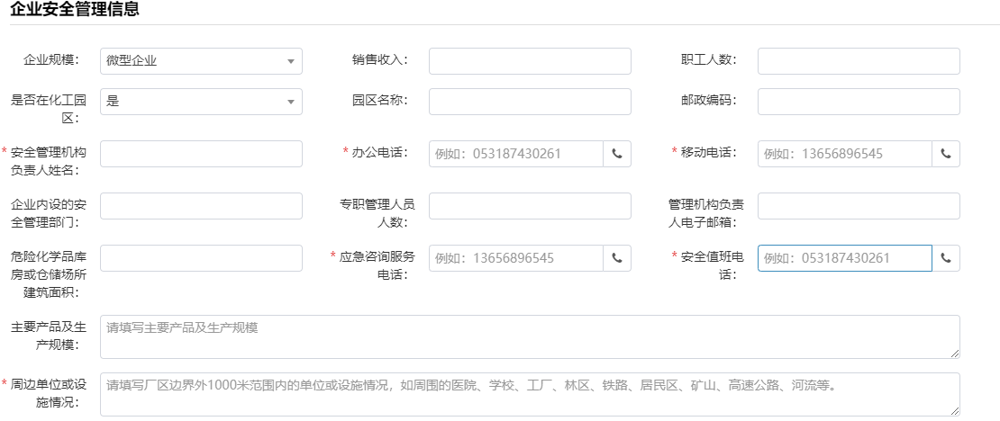 企业安全管理信息
企业规模： 微型企业 销售收入： 职工人数：
是否在化工园
区： 是 园区名称： 邮政编码：
* 安全管理机构
负责人姓名： * 办公电话： 例如：053187430261 * 移动电话： 例如：13656896545
企业内设的安
全管理部门： 专职管理人员
人数： 管理机构负责
人电子邮箱：
危险化学品库
房或仓储场所
建筑面积： * 应急咨询服务
电话： 例如：13656896545 * 安全值班电
话： 例如：053187430261
主要产品及生
产规模： 请填写主要产品及生产规模
* 周边单位或设
施情况： 请填写厂区边界外1000米范围内的单位或设施情况，如周围的医院、学校、工厂、林区、铁路、居民区、矿山、高速公路、河流等。